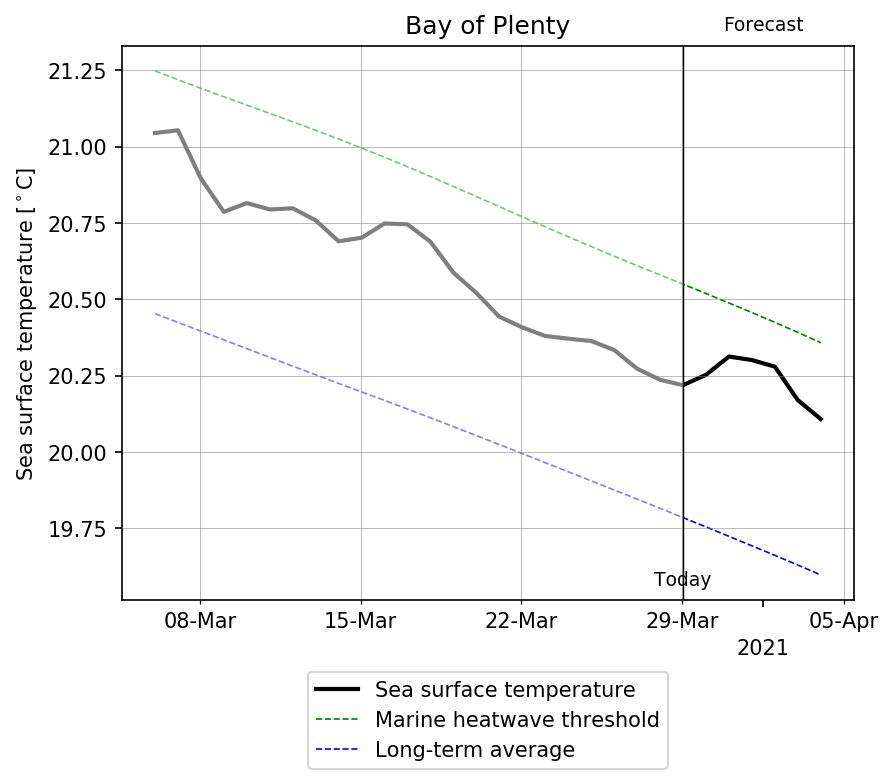 Bay of Plenty
Forecast
Sea surface temperature [°C]
21.25
21.00
20.75
20.50
20.25
20.00
19.75
Today
08-Mar
15-Mar
22-Mar
29-Mar
05-Apr
2021
Sea surface temperature
Marine heatwave threshold
Long-term average